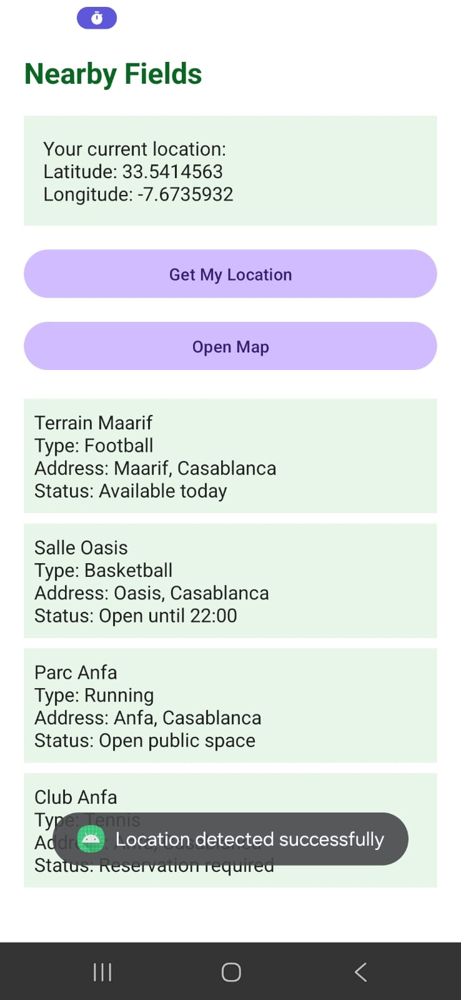 Nearby Fields
Your current location:
Latitude: 33.5414563
Longitude: -7.6735932
Get My Location
Open Map
Terrain Maarif
Type: Football
Address: Maarif, Casablanca
Status: Available today
Salle Oasis
Type: Basketball
Address: Oasis, Casablanca
Status: Open until 22:00
Parc Anfa
Type: Running
Address: Anfa, Casablanca
Status: Open public space
Club Anfa
Type: Tennis
Address: Anfa, Casablanca
Location detected successfully
Status: Reservation required